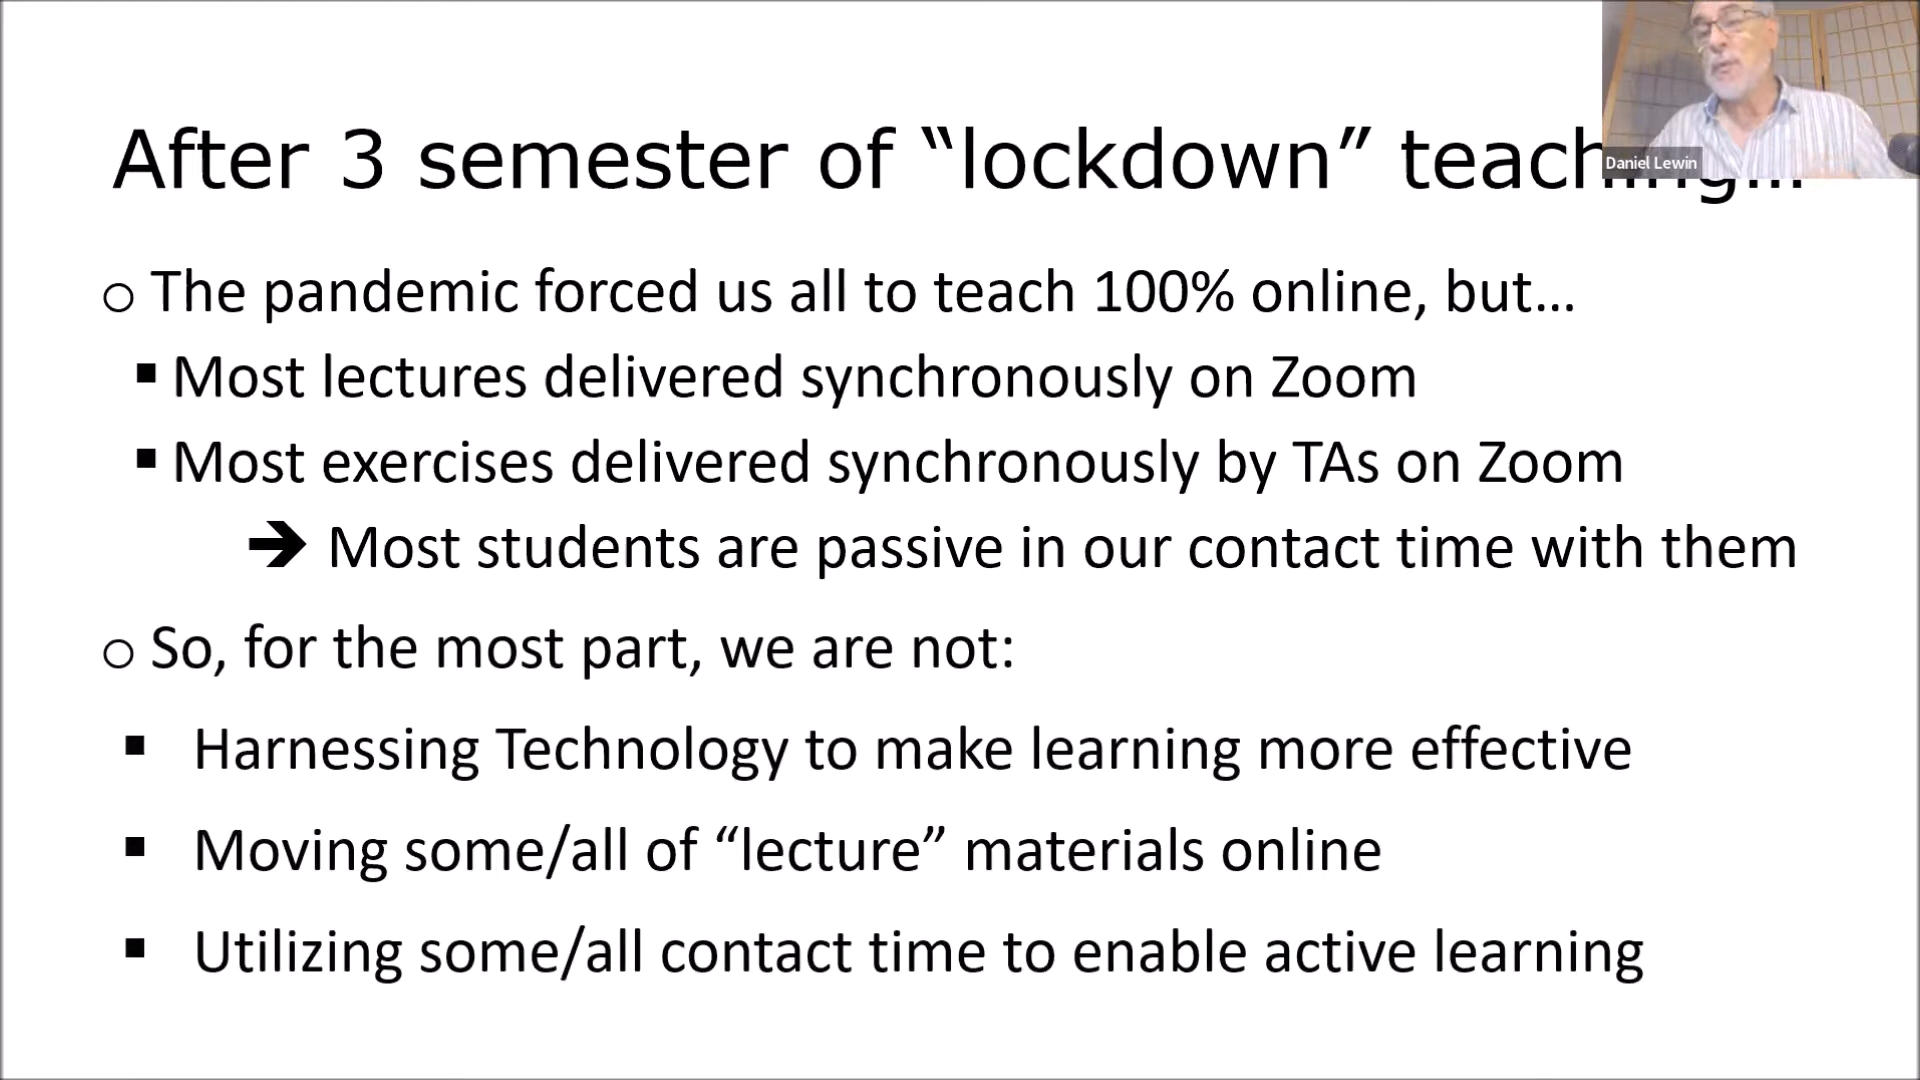 After 3 semester of “lockdown” teaching...
Daniel Lewin
o The pandemic forced us all to teach 100% online, but...
▪ Most lectures delivered synchronously on Zoom
▪ Most exercises delivered synchronously by TAs on Zoom
➔ Most students are passive in our contact time with them
o So, for the most part, we are not:
▪ Harnessing Technology to make learning more effective
▪ Moving some/all of “lecture” materials online
▪ Utilizing some/all contact time to enable active learning